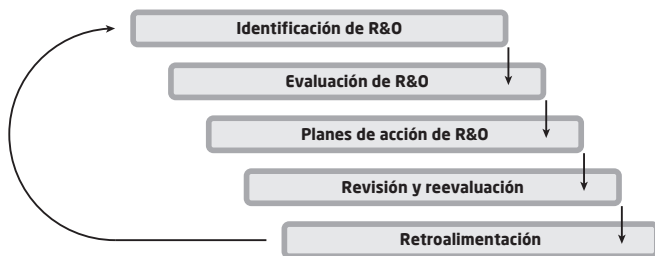 Identificación de R&O
Evaluación de R&O
Planes de acción de R&O
Revisión y reevaluación
Retroalimentación